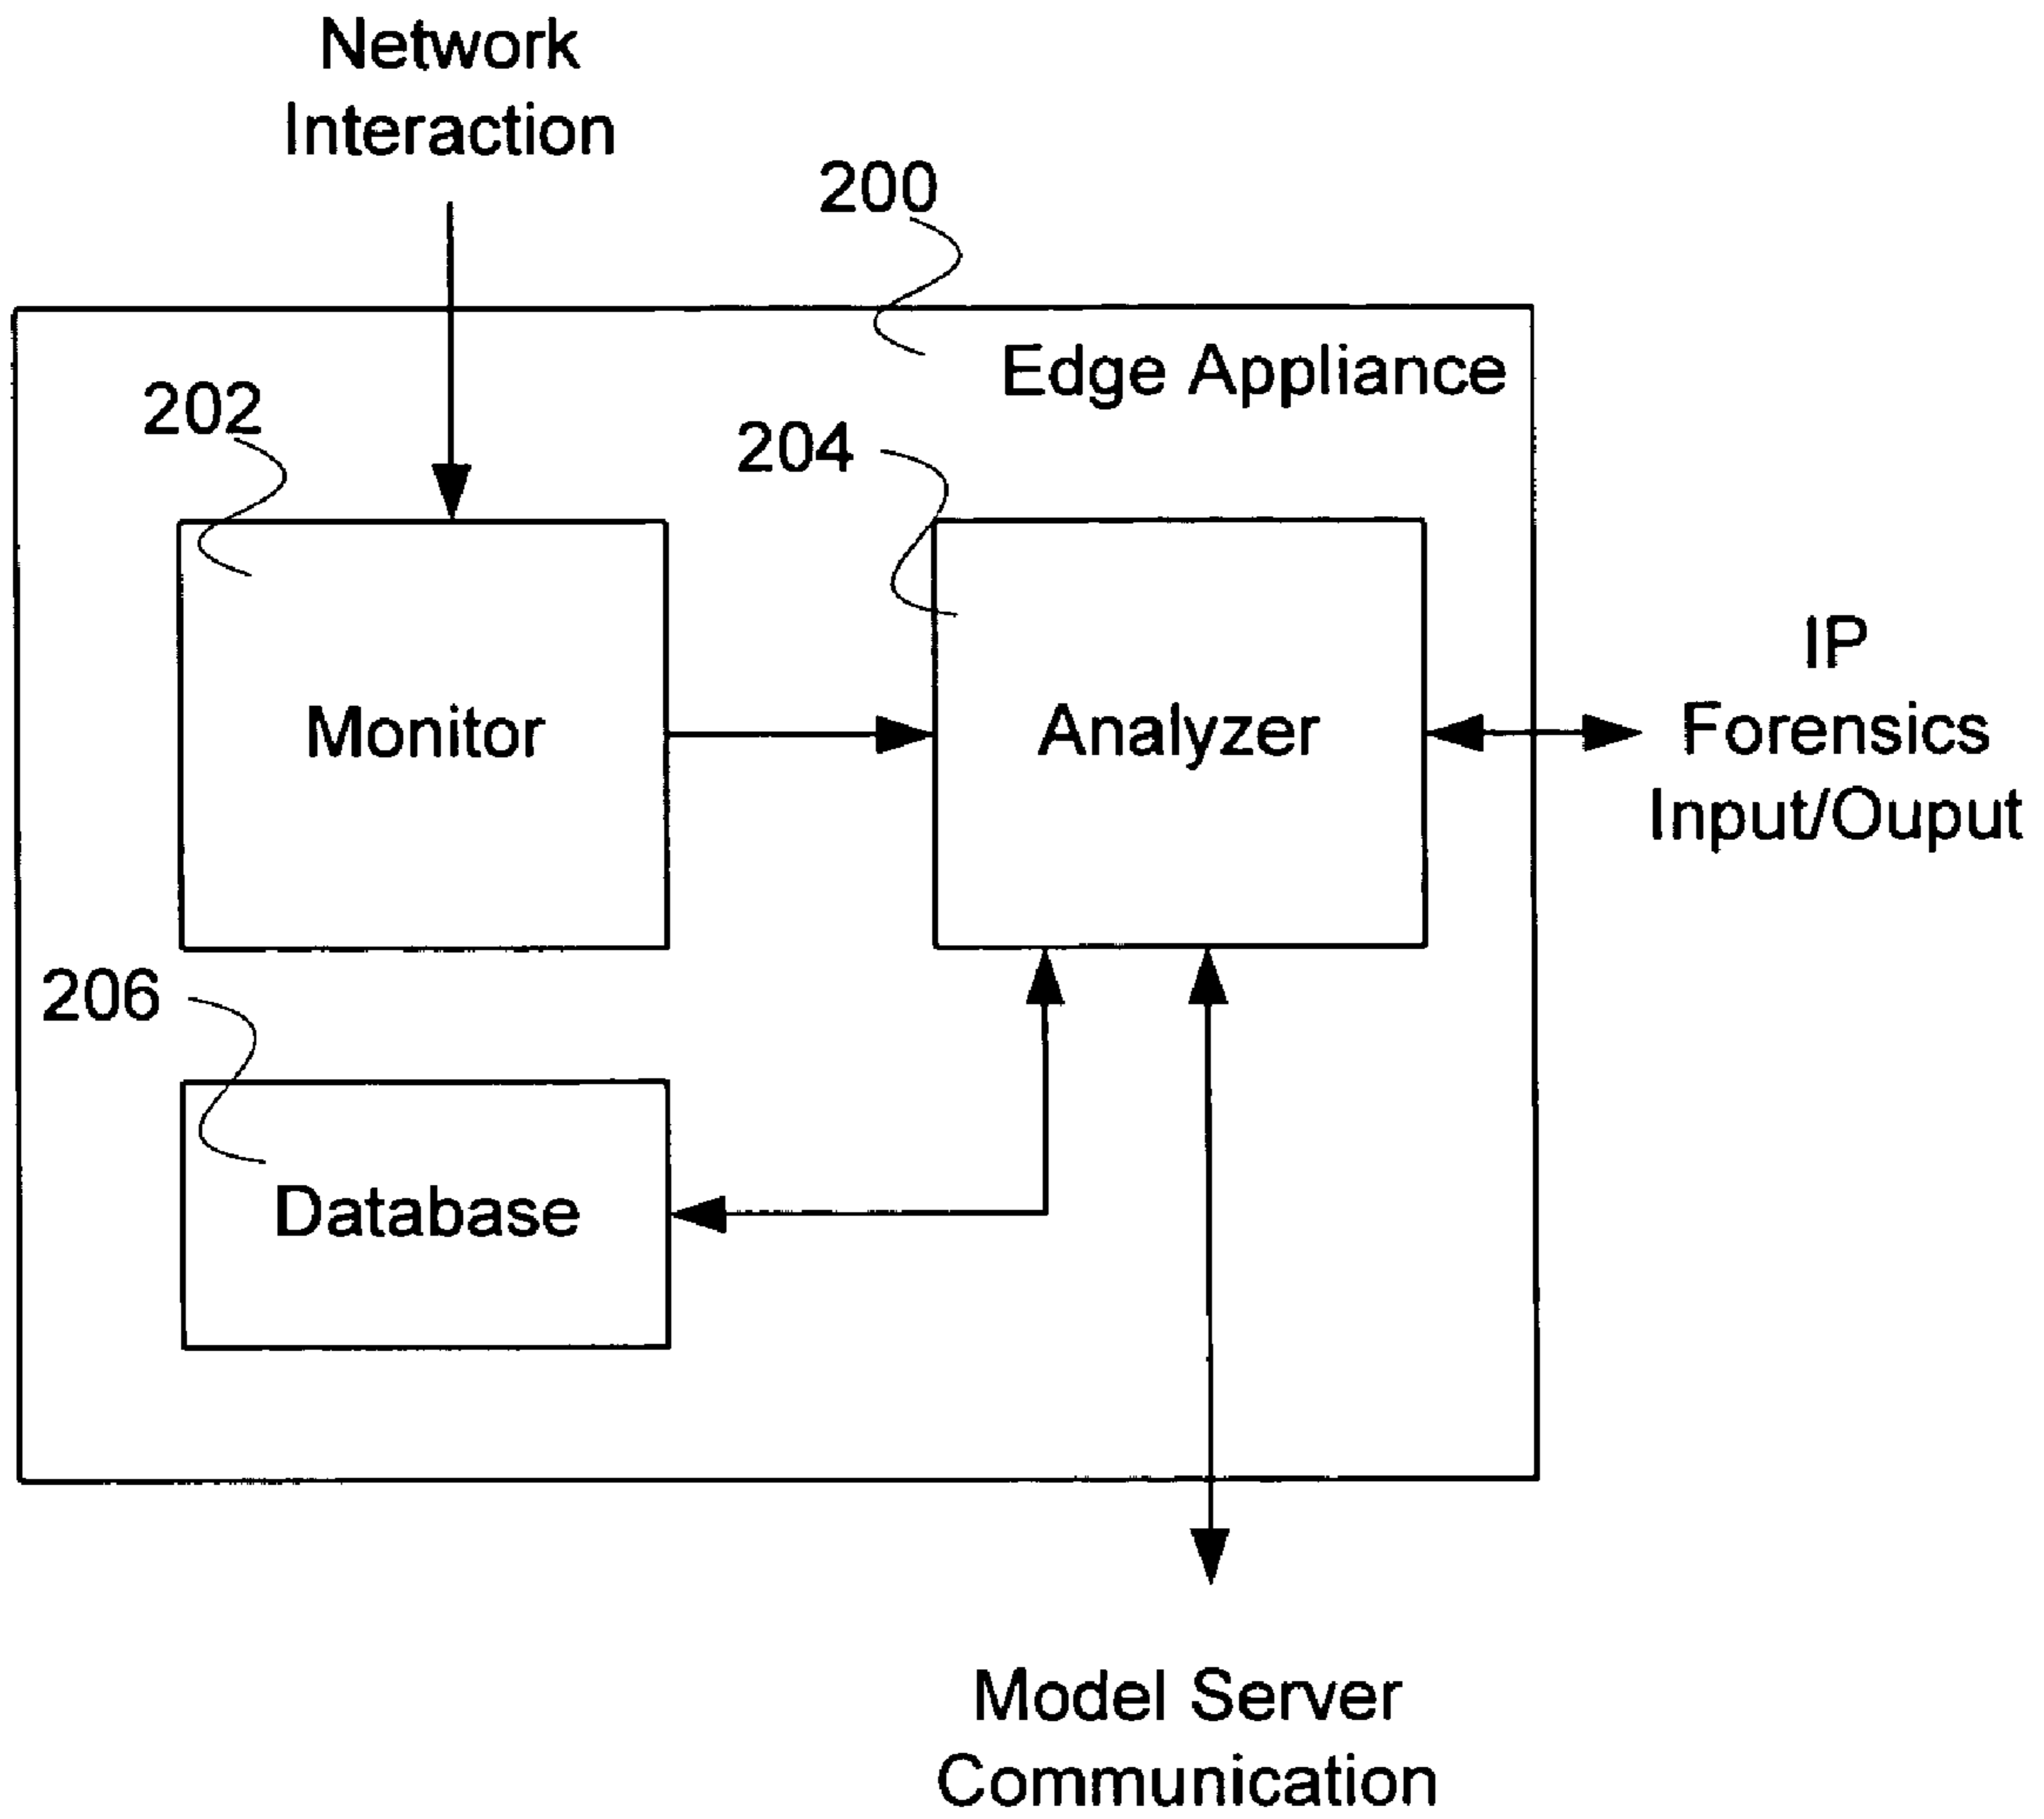 Network
Interaction
200
Edge Appliance
202
204
Monitor
Analyzer
IP
Forensics
Input/Ouput
206
Database
Model Server
Communication